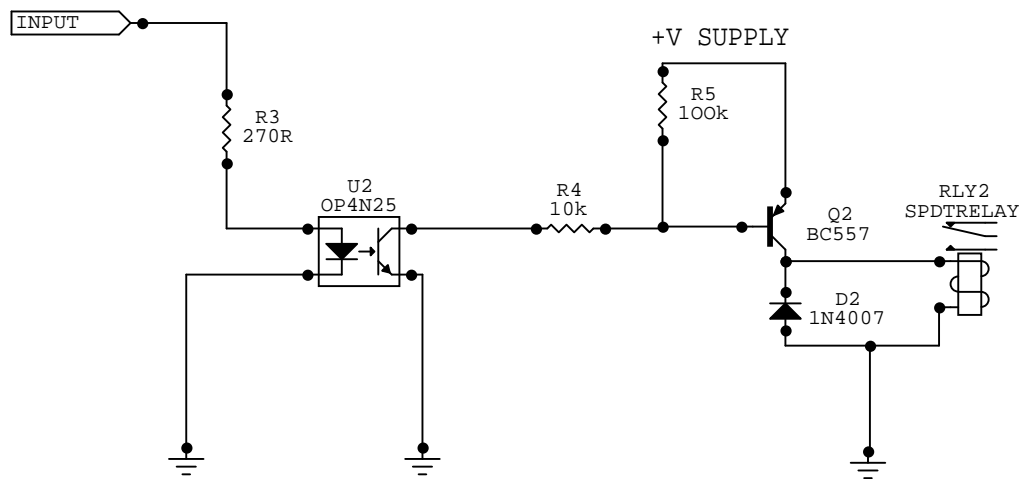 INPUT
+V SUPPLY
R3
270R
R5
100k
U2
OP4N25
R4
10k
Q2
BC557
RLY2
SPDTRELAY
D2
1N4007